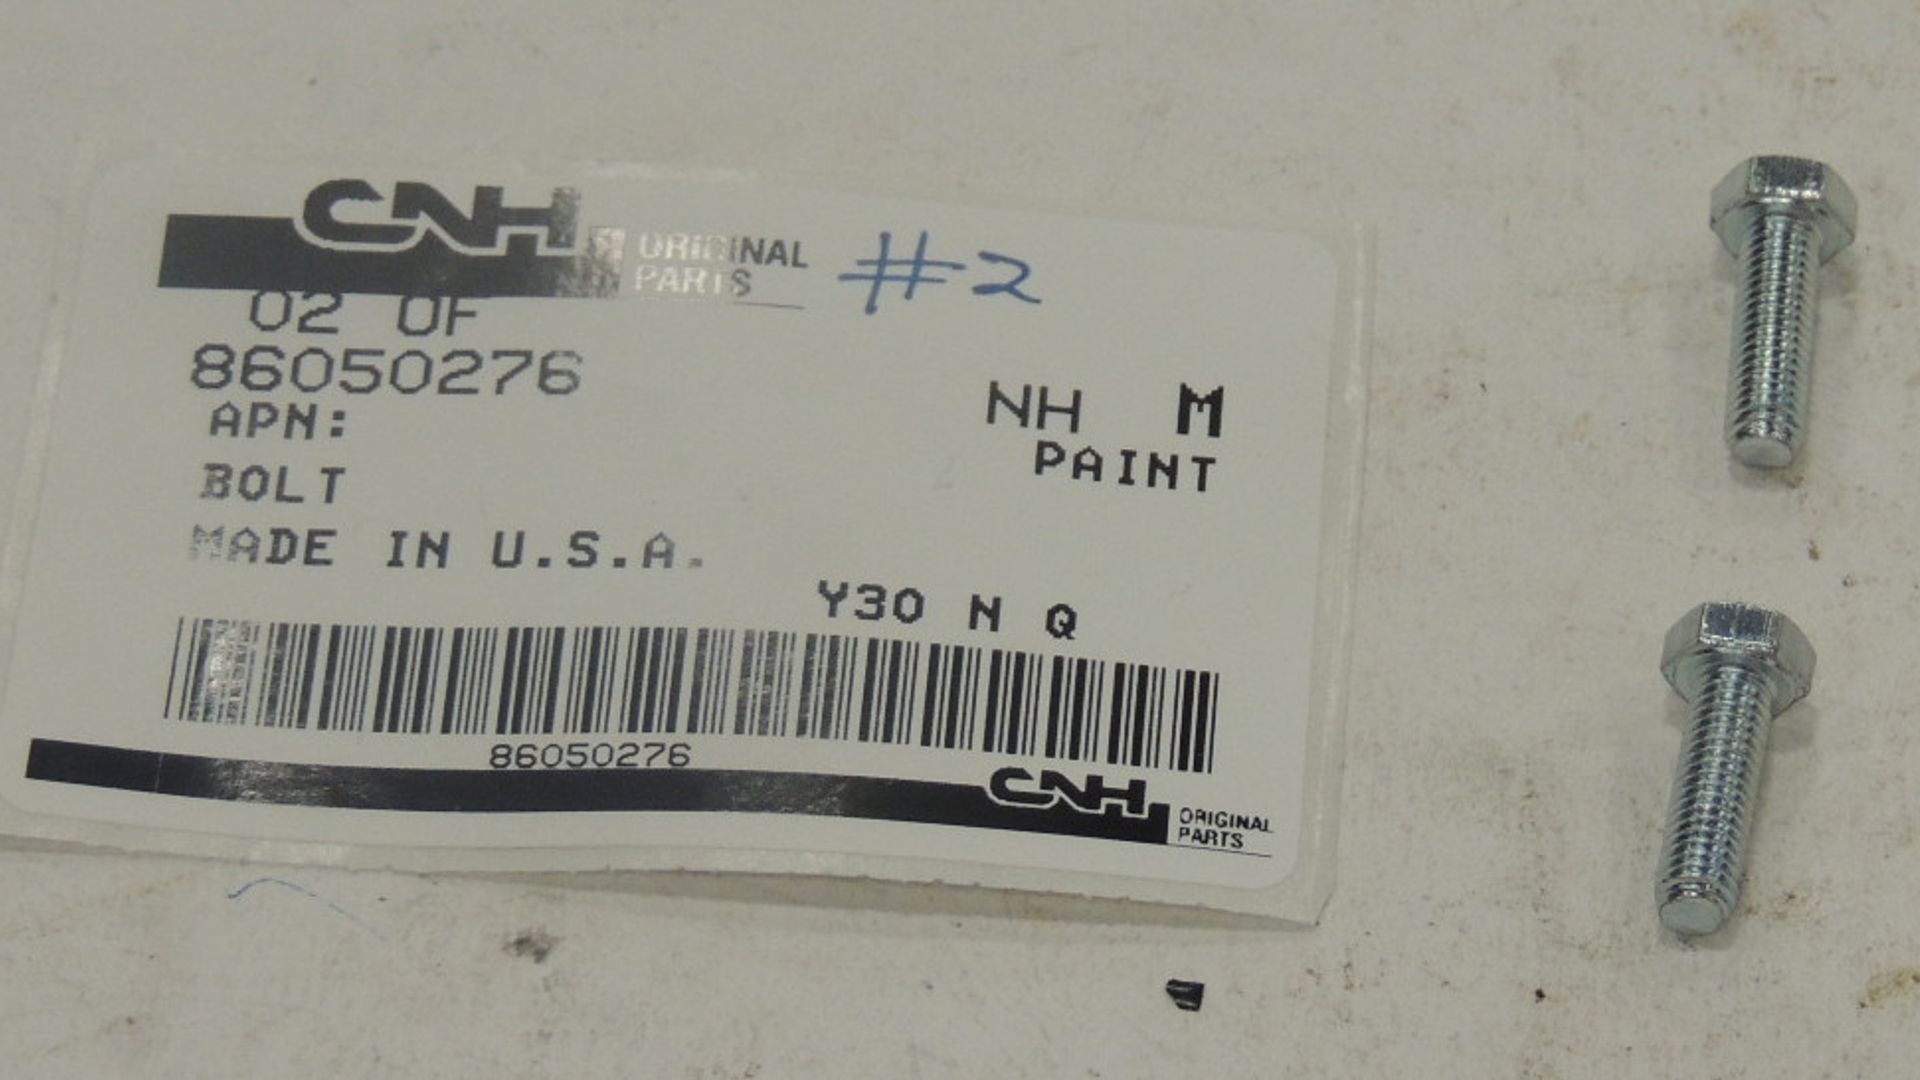 CNH ORIGINAL PARTS #2
02 OF
86050276
APN:
NH M
BOLT
PAINT
MADE IN U.S.A.
Y30 N Q
86050276
CNH ORIGINAL PARTS